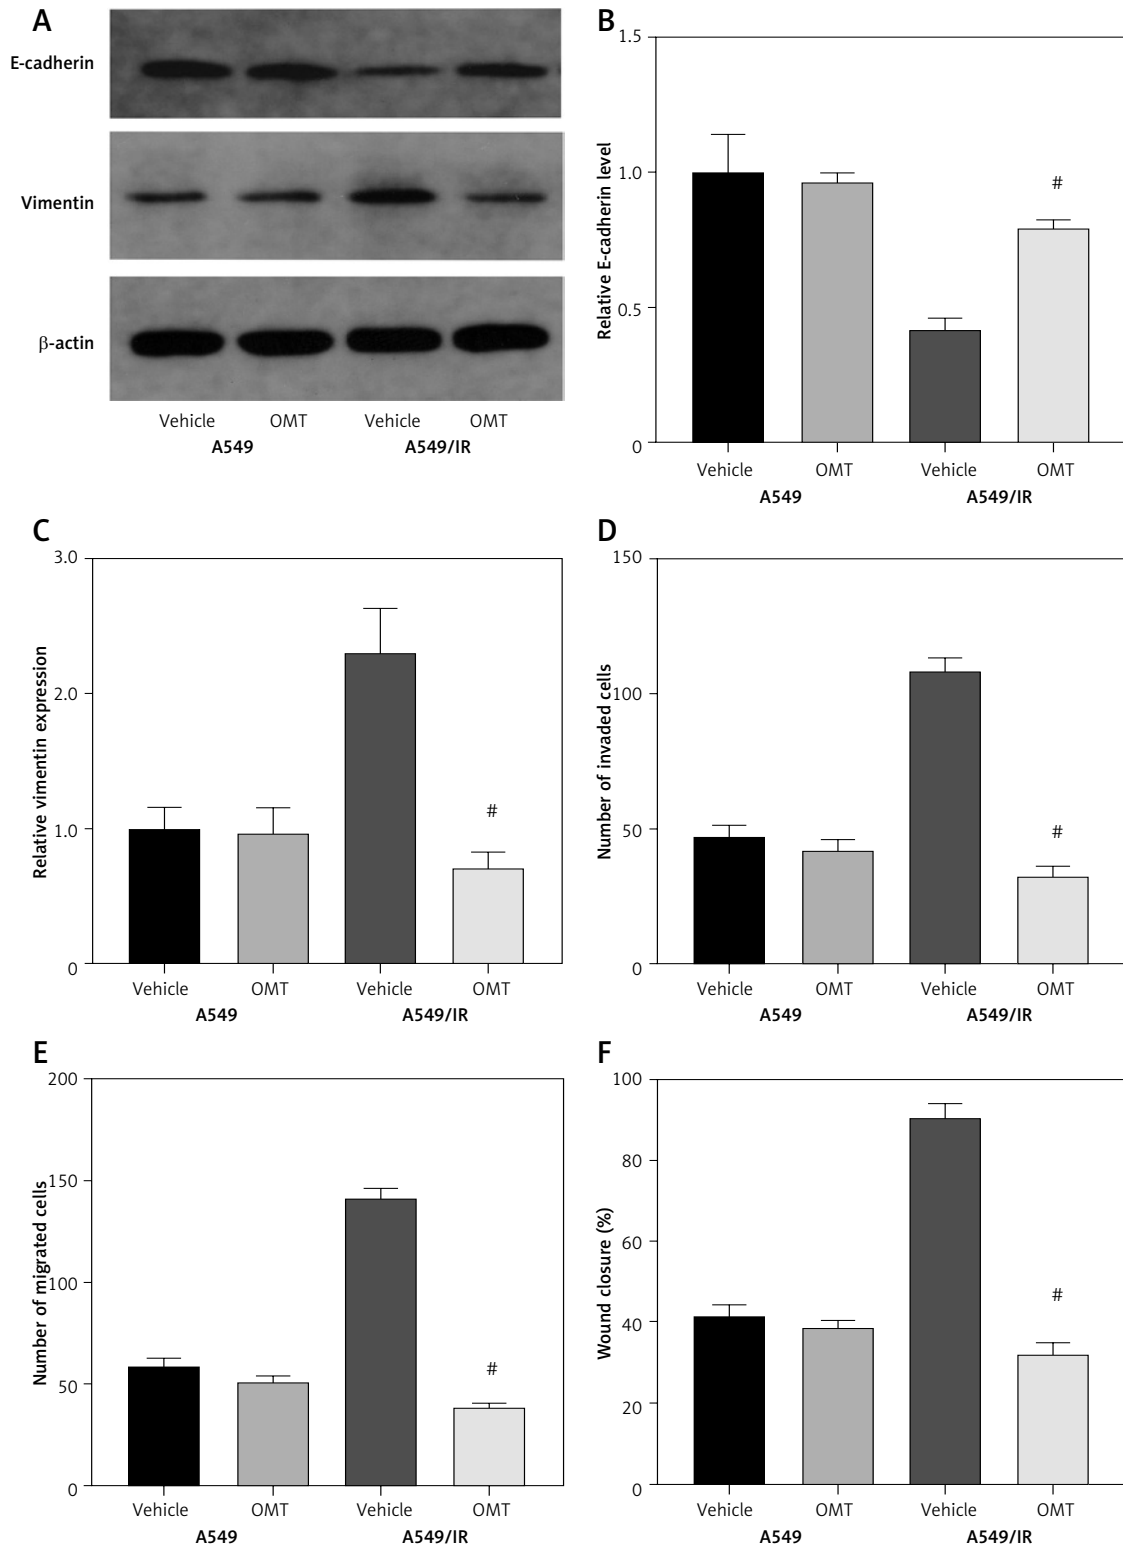 A
E-cadherin
Vimentin
β-actin
Vehicle OMT Vehicle OMT
A549 A549/IR
B
Relative E-cadherin level
1.5
1.0
0.5
0
#
Vehicle OMT Vehicle OMT
A549 A549/IR
C
Relative vimentin expression
3.0
2.0
1.0
0
#
Vehicle OMT Vehicle OMT
A549 A549/IR
D
Number of invaded cells
150
100
50
0
#
Vehicle OMT Vehicle OMT
A549 A549/IR
E
Number of migrated cells
200
150
100
50
0
#
Vehicle OMT Vehicle OMT
A549 A549/IR
F
Wound closure (%)
100
80
60
40
20
0
#
Vehicle OMT Vehicle OMT
A549 A549/IR